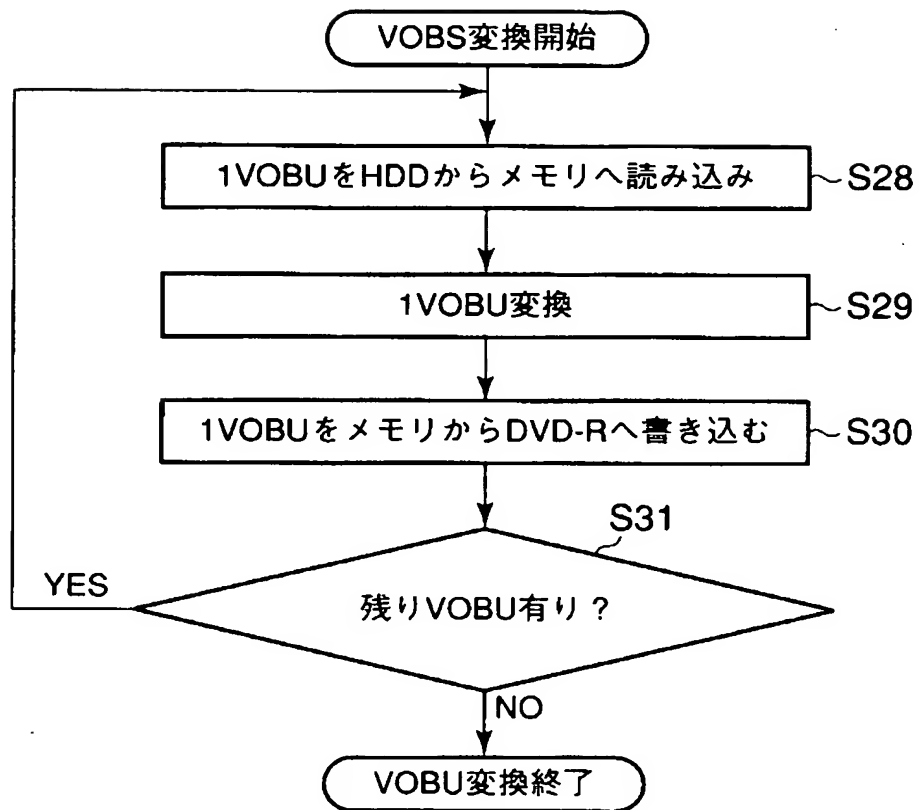 VOBS変換開始
1VOBUをHDDからメモリへ読み込み
S28
1VOBU変換
S29
1VOBUをメモリからDVD-Rへ書き込む
S30
S31
YES
残りVOBU有り?
NO
VOBU変換終了